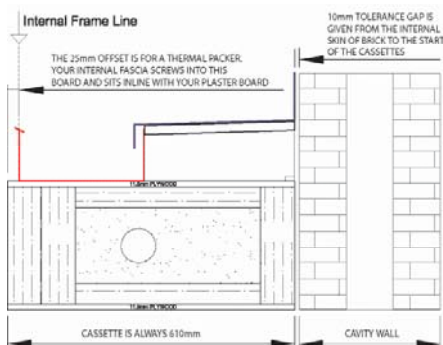 Internal Frame Line
THE 25mm OFFSET IS FOR A THERMAL PACKER.
YOUR INTERNAL FASCIA SCREWS INTO THIS
BOARD AND SITS INLINE WITH YOUR PLASTER BOARD
10mm TOLERANCE GAP IS
GIVEN FROM THE INTERNAL
SKIN OF BRICK TO THE START
OF THE CASSETTES
PLYWOOD
PLYWOOD
CASSETTE IS ALWAYS 610mm
CAVITY WALL